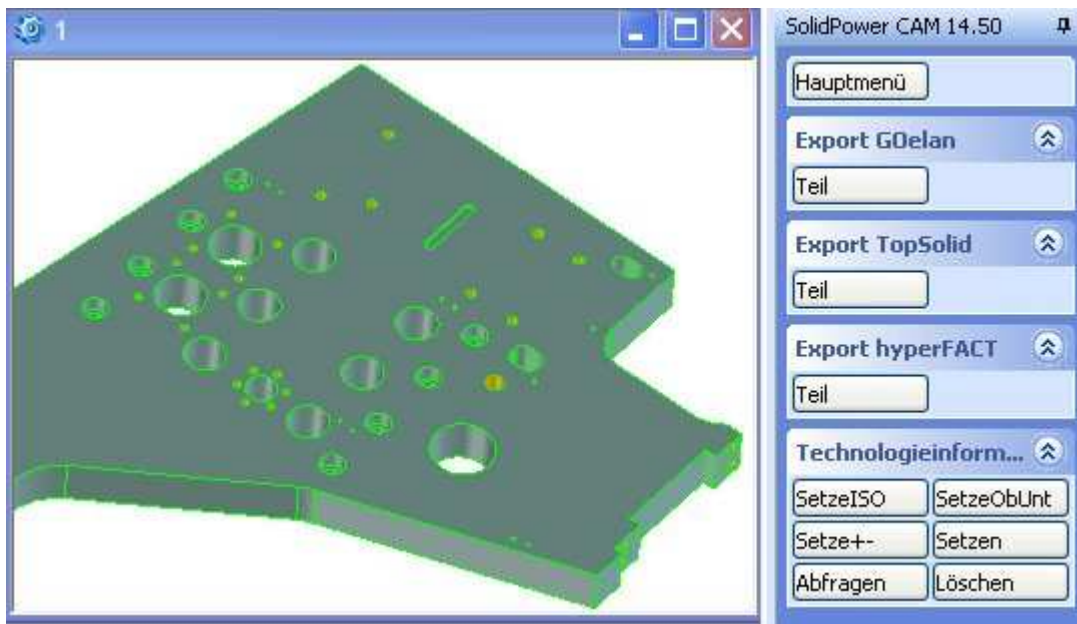 1
SolidPower CAM 14.50
Hauptmenü
Export GOelan
Teil
Export TopSolid
Teil
Export hyperFACT
Teil
Technologieinform...
SetzeISO SetzeObUnt
Setze+- Setzen
Abfragen Löschen